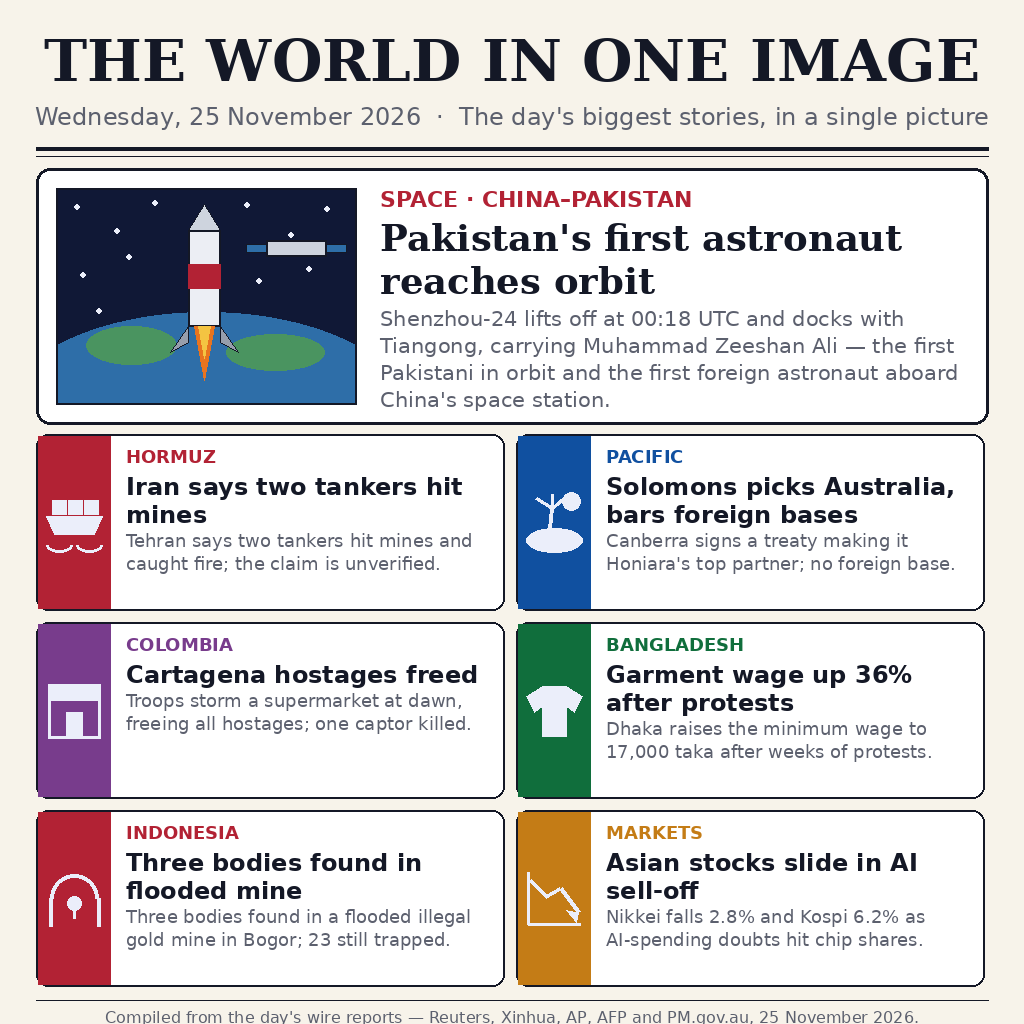 THE WORLD IN ONE IMAGE
Wednesday, 25 November 2026 · The day's biggest stories, in a single picture
SPACE · CHINA–PAKISTAN
Pakistan's first astronaut
reaches orbit
Shenzhou-24 lifts off at 00:18 UTC and docks with
Tiangong, carrying Muhammad Zeeshan Ali — the first
Pakistani in orbit and the first foreign astronaut aboard
China's space station.
HORMUZ
Iran says two tankers hit
mines
Tehran says two tankers hit mines and
caught fire; the claim is unverified.
PACIFIC
Solomons picks Australia,
bars foreign bases
Canberra signs a treaty making it
Honiara's top partner; no foreign base.
COLOMBIA
Cartagena hostages freed
Troops storm a supermarket at dawn,
freeing all hostages; one captor killed.
BANGLADESH
Garment wage up 36%
after protests
Dhaka raises the minimum wage to
17,000 taka after weeks of protests.
INDONESIA
Three bodies found in
flooded mine
Three bodies found in a flooded illegal
gold mine in Bogor; 23 still trapped.
MARKETS
Asian stocks slide in AI
sell-off
Nikkei falls 2.8% and Kospi 6.2% as
AI-spending doubts hit chip shares.
Compiled from the day's wire reports — Reuters, Xinhua, AP, AFP and PM.gov.au, 25 November 2026.